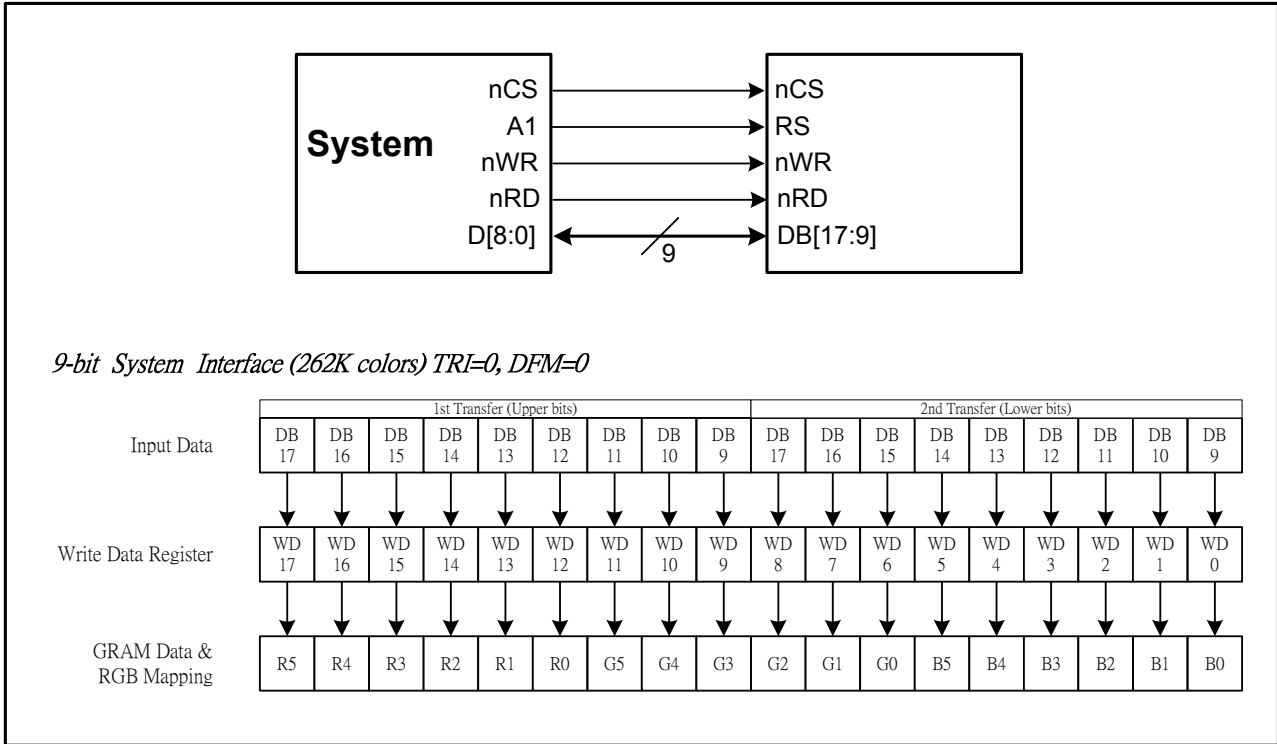 nCS nCS
System A1 RS
nWR nWR
nRD nRD
D[8:0] 9 DB[17:9]
9-bit System Interface (262K colors) TRI=0, DFM=0
1st Transfer (Upper bits) 2nd Transfer (Lower bits)
Input Data DB DB DB DB DB DB DB DB DB DB DB DB DB DB DB DB DB DB
17 16 15 14 13 12 11 10 9 17 16 15 14 13 12 11 10 9
Write Data Register WD WD WD WD WD WD WD WD WD WD WD WD WD WD WD WD WD WD
17 16 15 14 13 12 11 10 9 8 7 6 5 4 3 2 1 0
GRAM Data &
RGB Mapping R5 R4 R3 R2 R1 R0 G5 G4 G3 G2 G1 G0 B5 B4 B3 B2 B1 B0